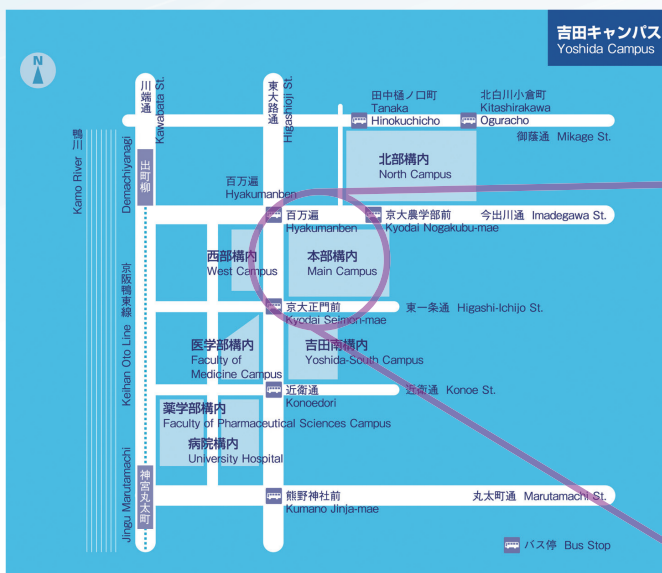 吉田キャンパス
Yoshida Campus
N
川端通
Kawabata St.
東大路通
Higashioji St.
田中樋ノ口町
Tanaka
Hinokuchicho
北白川小倉町
Kitashirakawa
Oguracho
御蔭通 Mikage St.
鴨川
Kamo River
出町柳
Demachiyanagi
北部構内
North Campus
百万遍
Hyakumanben
百万遍
Hyakumanben
京大農学部前
Kyodai Nogakubu-mae
今出川通 Imadegawa St.
西部構内
West Campus
本部構内
Main Campus
京阪鴨東線
Keihan Oto Line
京大正門前
Kyodai Seimon-mae
東一条通 Higashi-Ichijo St.
医学部構内
Faculty of
Medicine Campus
吉田南構内
Yoshida-South Campus
近衛通
Konoedori
近衛通 Konoe St.
薬学部構内
Faculty of Pharmaceutical Sciences Campus
病院構内
University Hospital
神宮丸太町
Jingu Marutamachi
熊野神社前
Kumano Jinja-mae
丸太町通 Marutamachi St.
バス停 Bus Stop